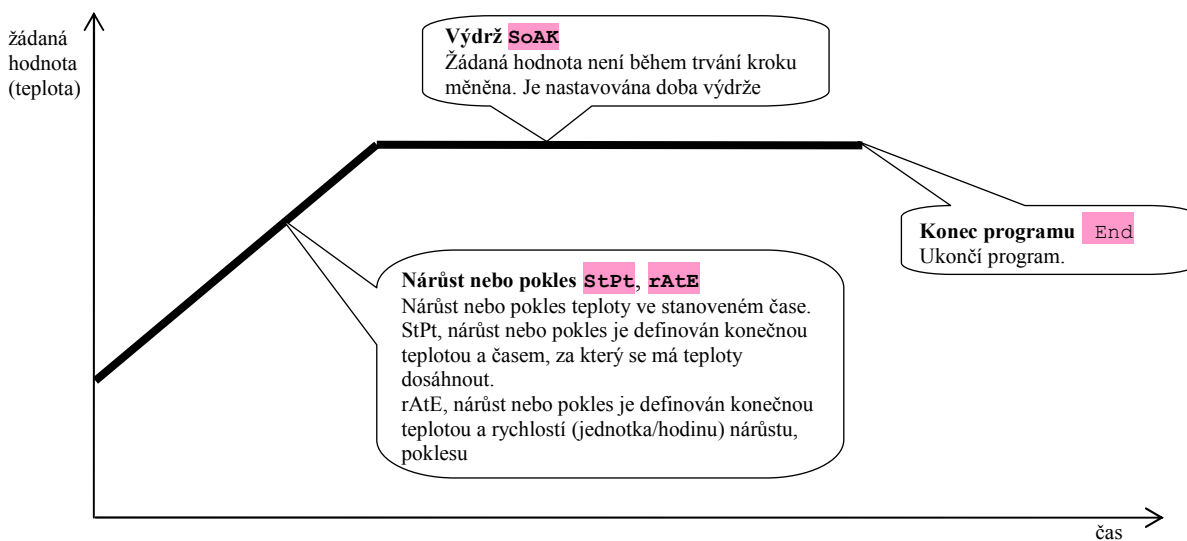 žádaná
hodnota
(teplota)
Výdrž SoAK
Žádaná hodnota není během trvání kroku
měněna. Je nastavována doba výdrže
Konec programu End
Ukončí program.
Nárůst nebo pokles StPt, rAtE
Nárůst nebo pokles teploty ve stanoveném čase.
StPt, nárůst nebo pokles je definován konečnou
teplotou a časem, za který se má teploty
dosáhnout.
rAtE, nárůst nebo pokles je definován konečnou
teplotou a rychlostí (jednotka/hodinu) nárůstu,
poklesu
čas